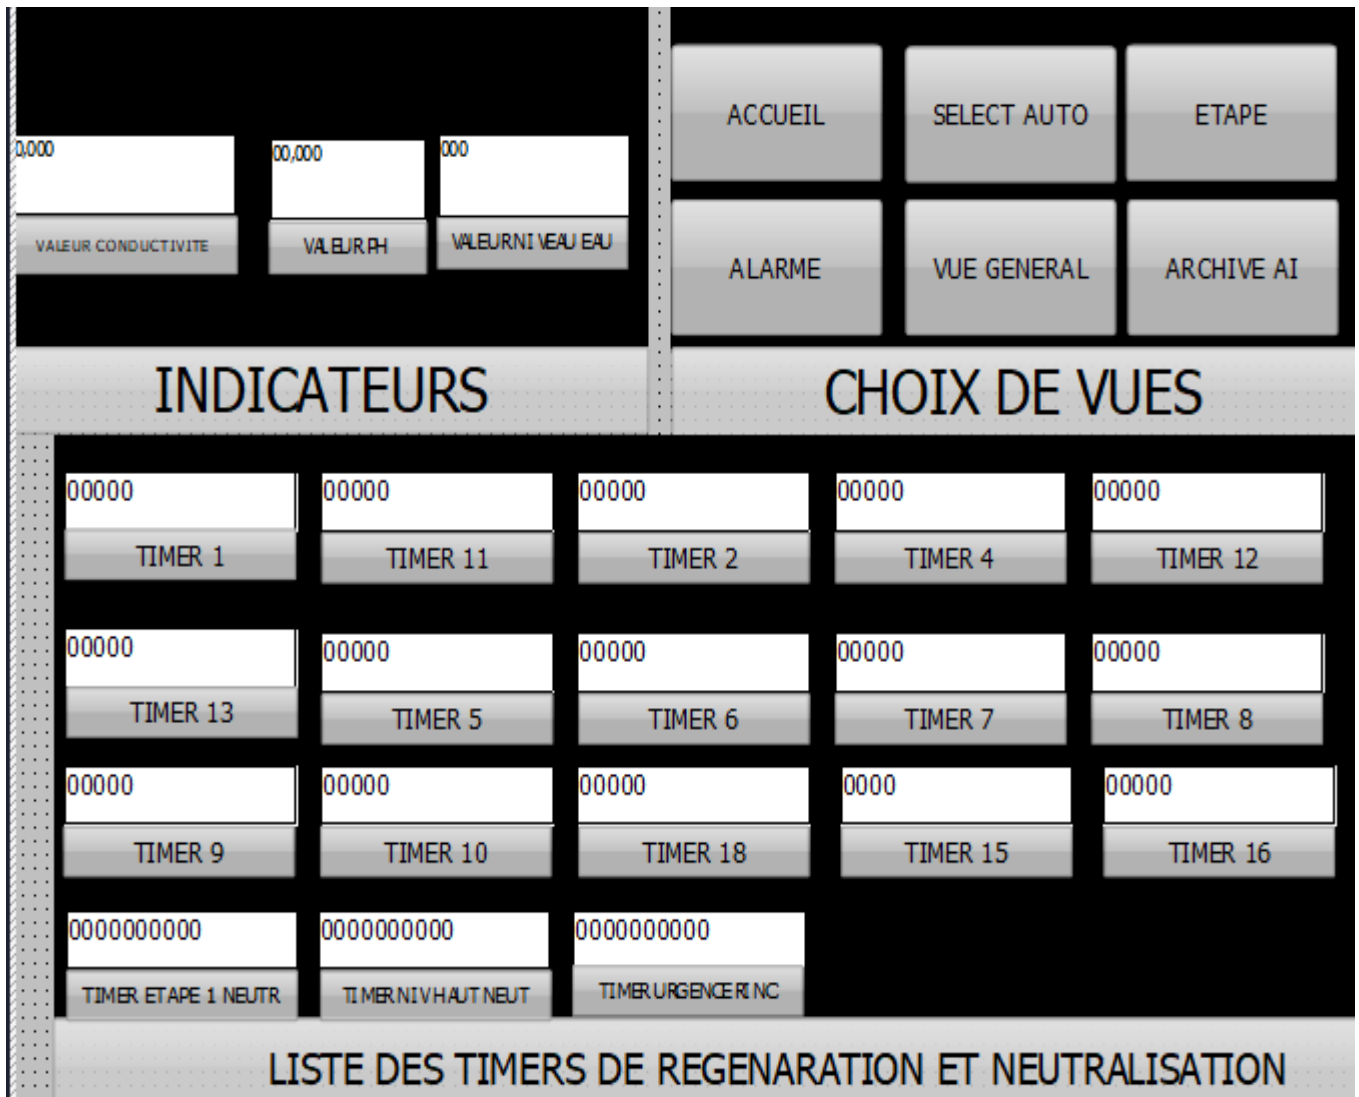 0,000
00,000
000
VALEUR CONDUCTIVITE
VALEUR PH
VALEUR NIVEAU EAU
INDICATEURS
ACCUEIL
SELECT AUTO
ETAPE
ALARME
VUE GENERAL
ARCHIVE AI
CHOIX DE VUES
00000
00000
00000
00000
00000
TIMER 1
TIMER 11
TIMER 2
TIMER 4
TIMER 12
00000
00000
00000
00000
00000
TIMER 13
TIMER 5
TIMER 6
TIMER 7
TIMER 8
00000
00000
00000
0000
00000
TIMER 9
TIMER 10
TIMER 18
TIMER 15
TIMER 16
0000000000
0000000000
0000000000
TIMER ETAPE 1 NEUTR
TIMER NIV HAUT NEUT
TIMER URGENCE RINC
LISTE DES TIMERS DE REGENARATION ET NEUTRALISATION